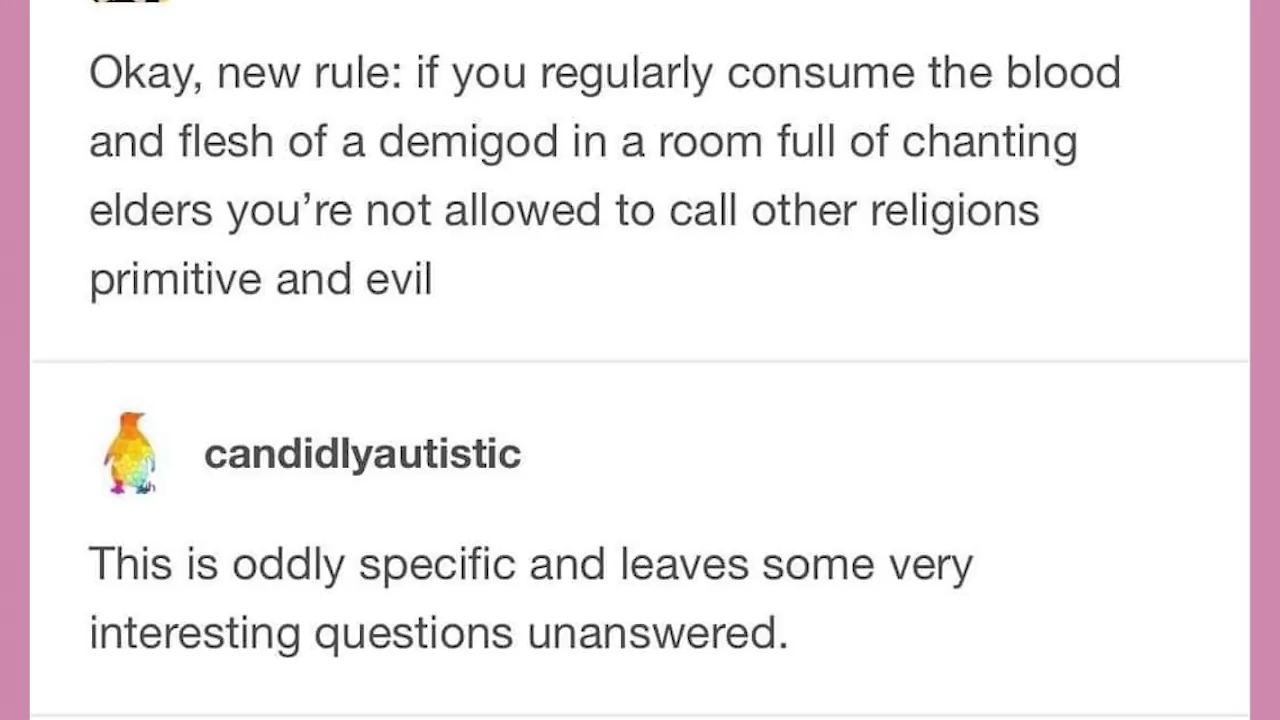 Okay, new rule: if you regularly consume the blood
and flesh of a demigod in a room full of chanting
elders you’re not allowed to call other religions
primitive and evil
candidlyautistic
This is oddly specific and leaves some very
interesting questions unanswered.